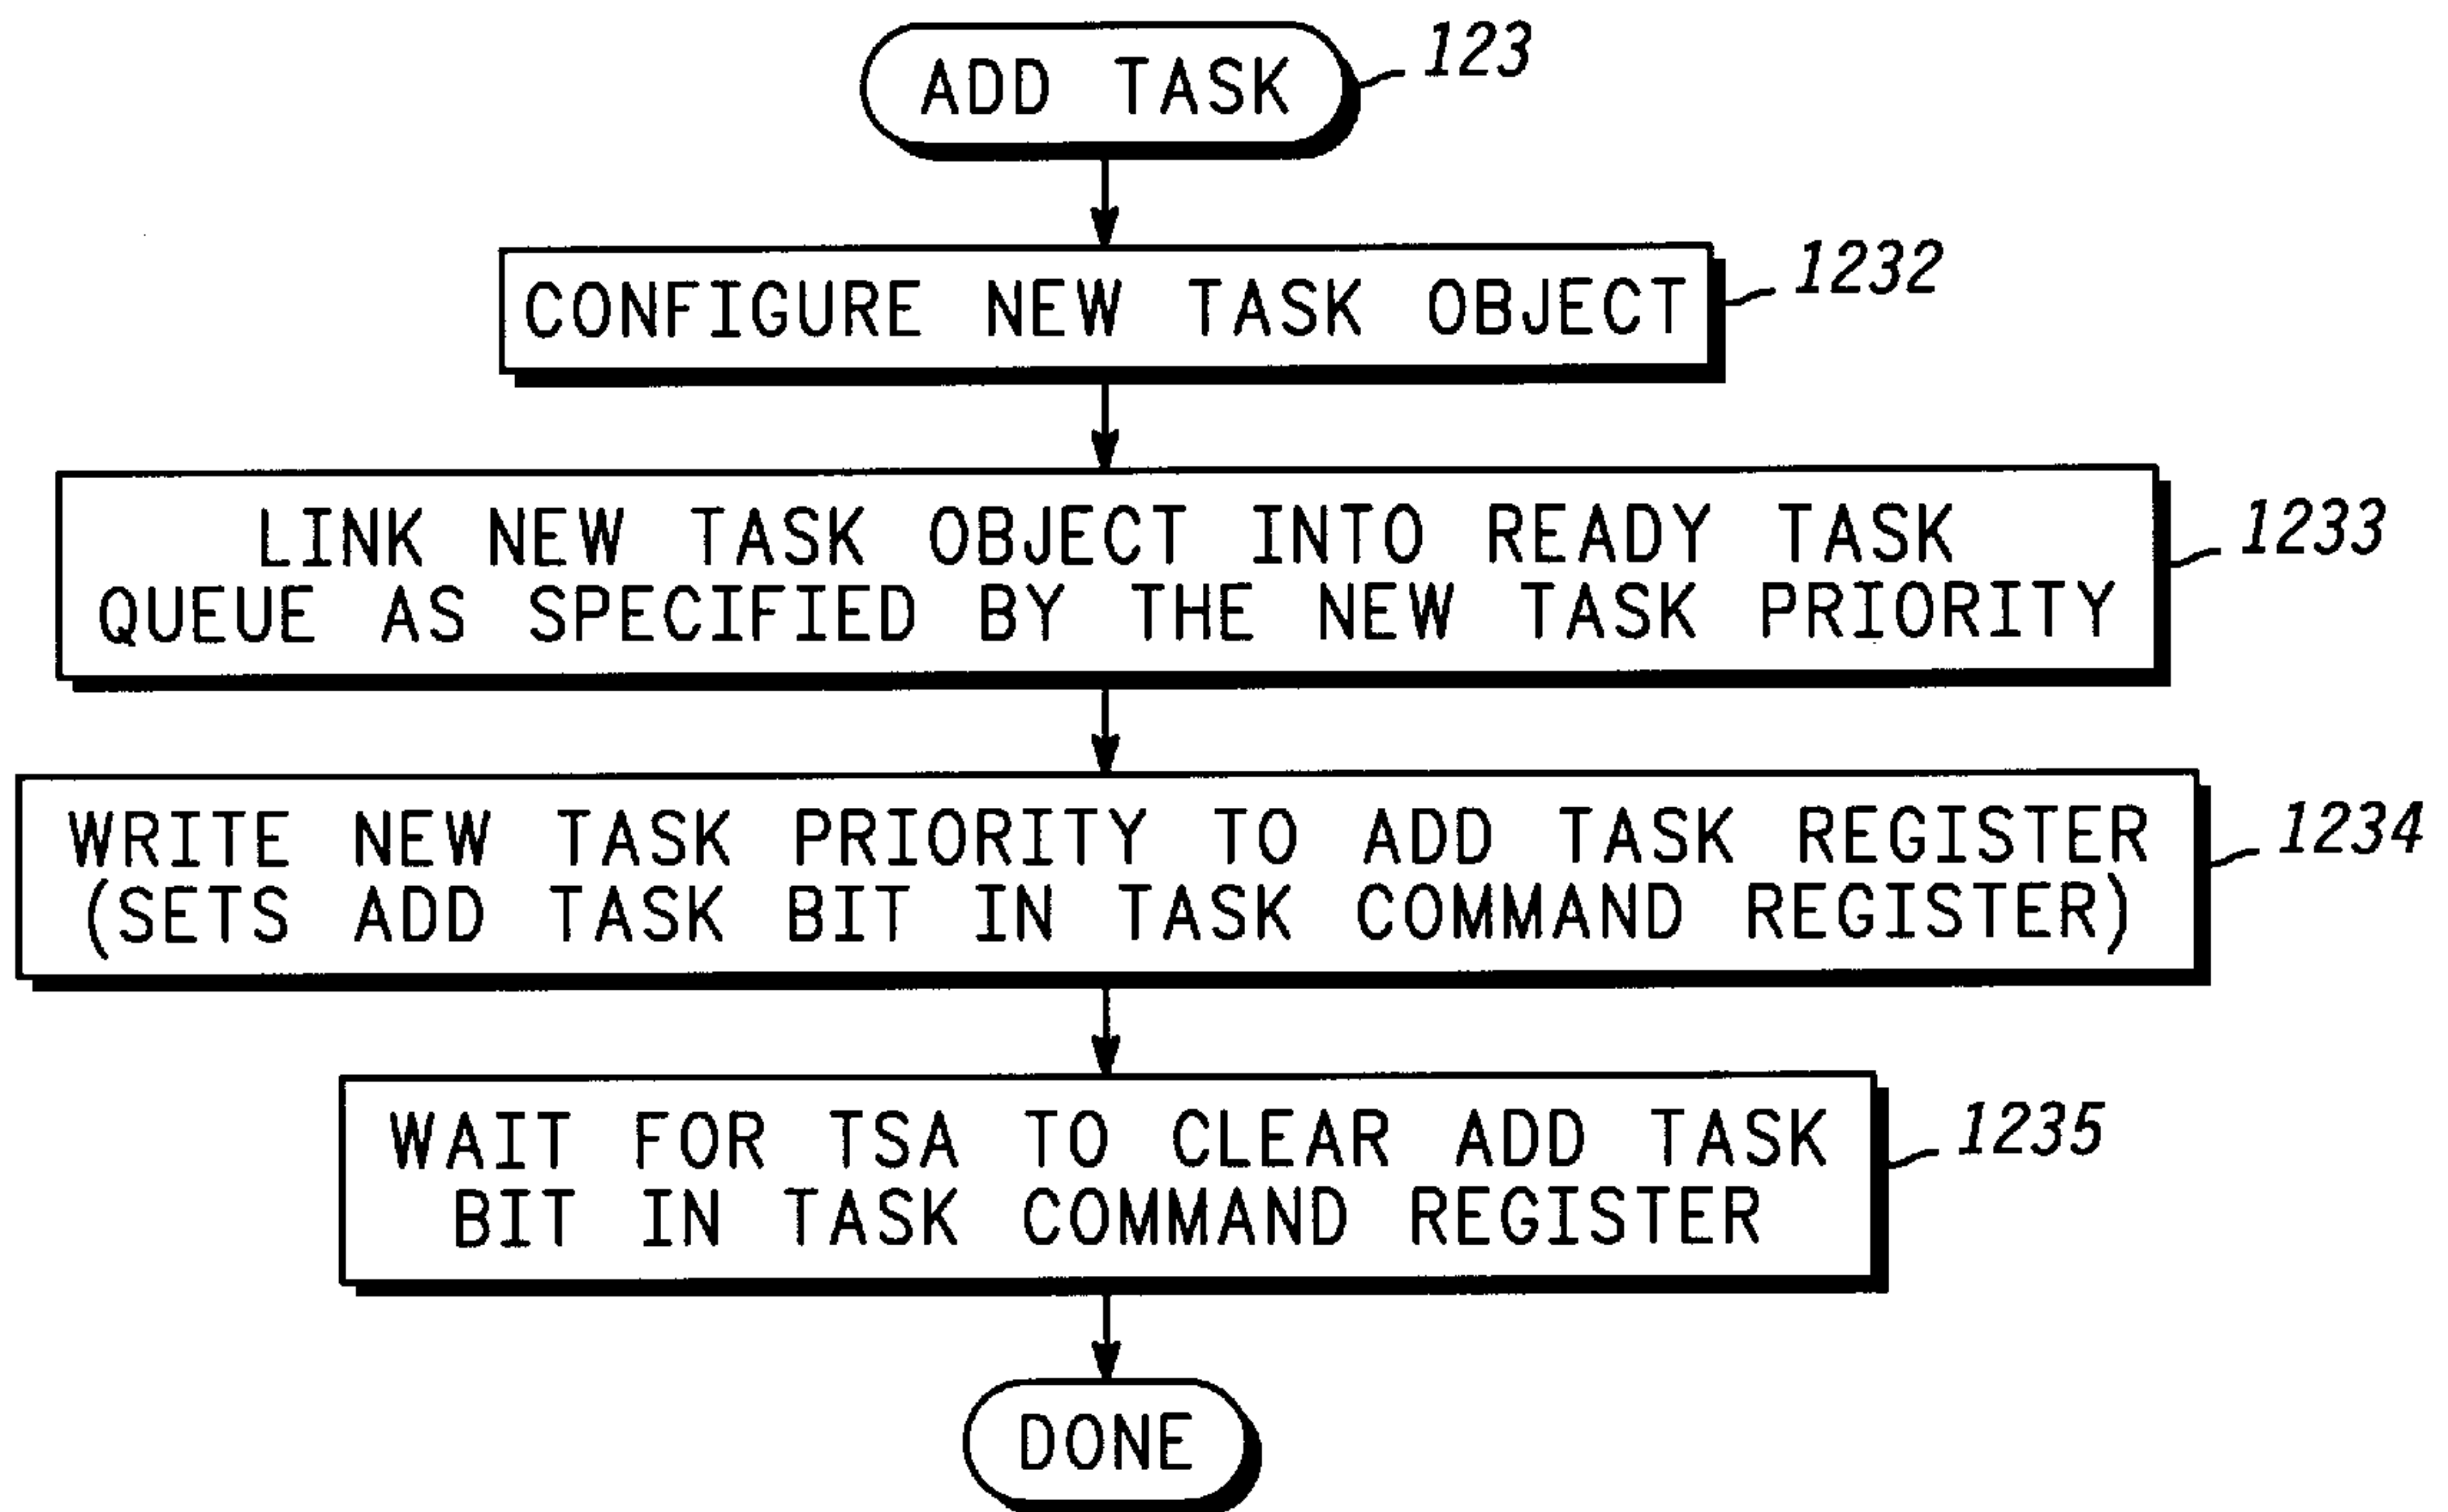 ADD TASK
123
CONFIGURE NEW TASK OBJECT
1232
LINK NEW TASK OBJECT INTO READY TASK
QUEUE AS SPECIFIED BY THE NEW TASK PRIORITY
1233
WRITE NEW TASK PRIORITY TO ADD TASK REGISTER
(SETS ADD TASK BIT IN TASK COMMAND REGISTER)
1234
WAIT FOR TSA TO CLEAR ADD TASK
BIT IN TASK COMMAND REGISTER
1235
DONE